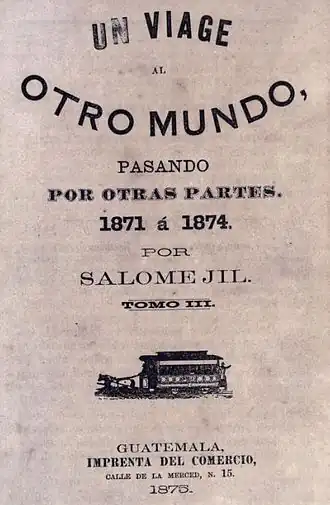 UN VIAGE
AL
OTRO MUNDO,
PASANDO
POR OTRAS PARTES.
1871 á 1874.
POR
SALOME JIL.
TOMO III.
GUATEMALA,
IMPRENTA DEL COMERCIO,
CALLE DE LA MERCED, N. 15.
1875.